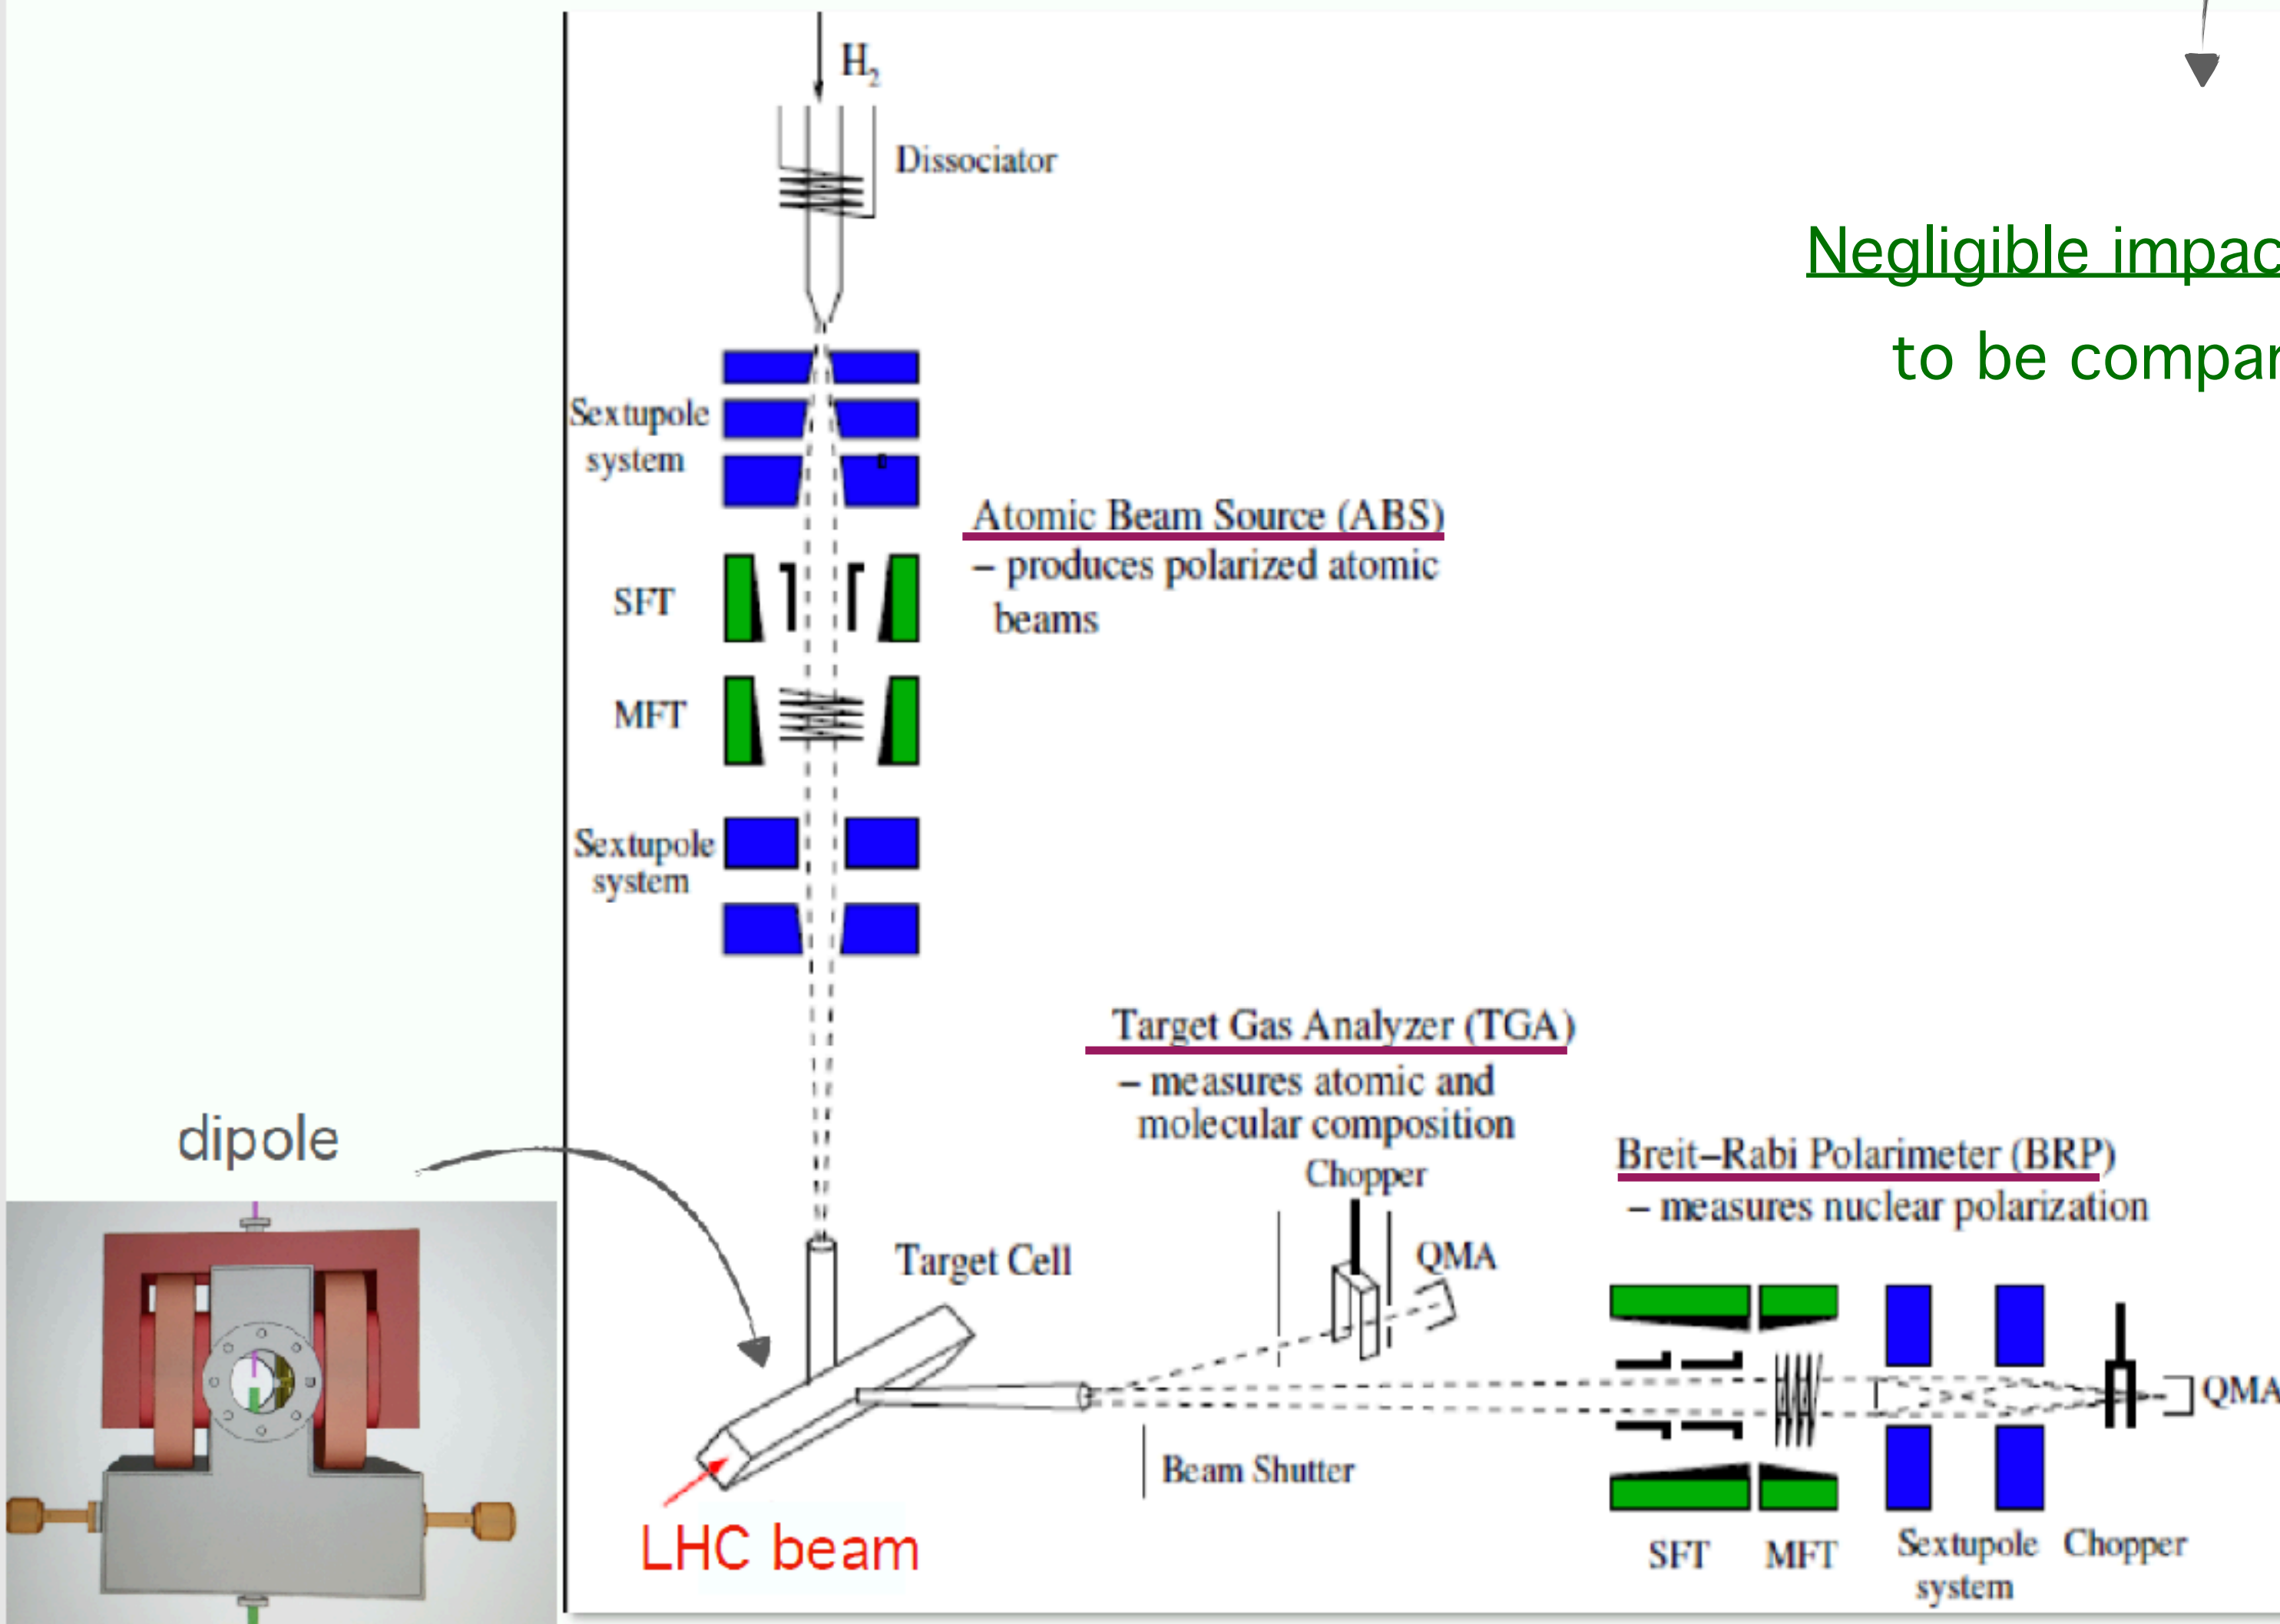 H₂
Dissociator
Negligible impac
to be compar
Sextupole
system
Atomic Beam Source (ABS)
– produces polarized atomic
beams
SFT
MFT
Sextupole
system
Target Gas Analyzer (TGA)
– measures atomic and
molecular composition
Chopper
QMA
dipole
Breit–Rabi Polarimeter (BRP)
– measures nuclear polarization
Target Cell
QMA
Beam Shutter
LHC beam
SFT
MFT
Sextupole
system
Chopper